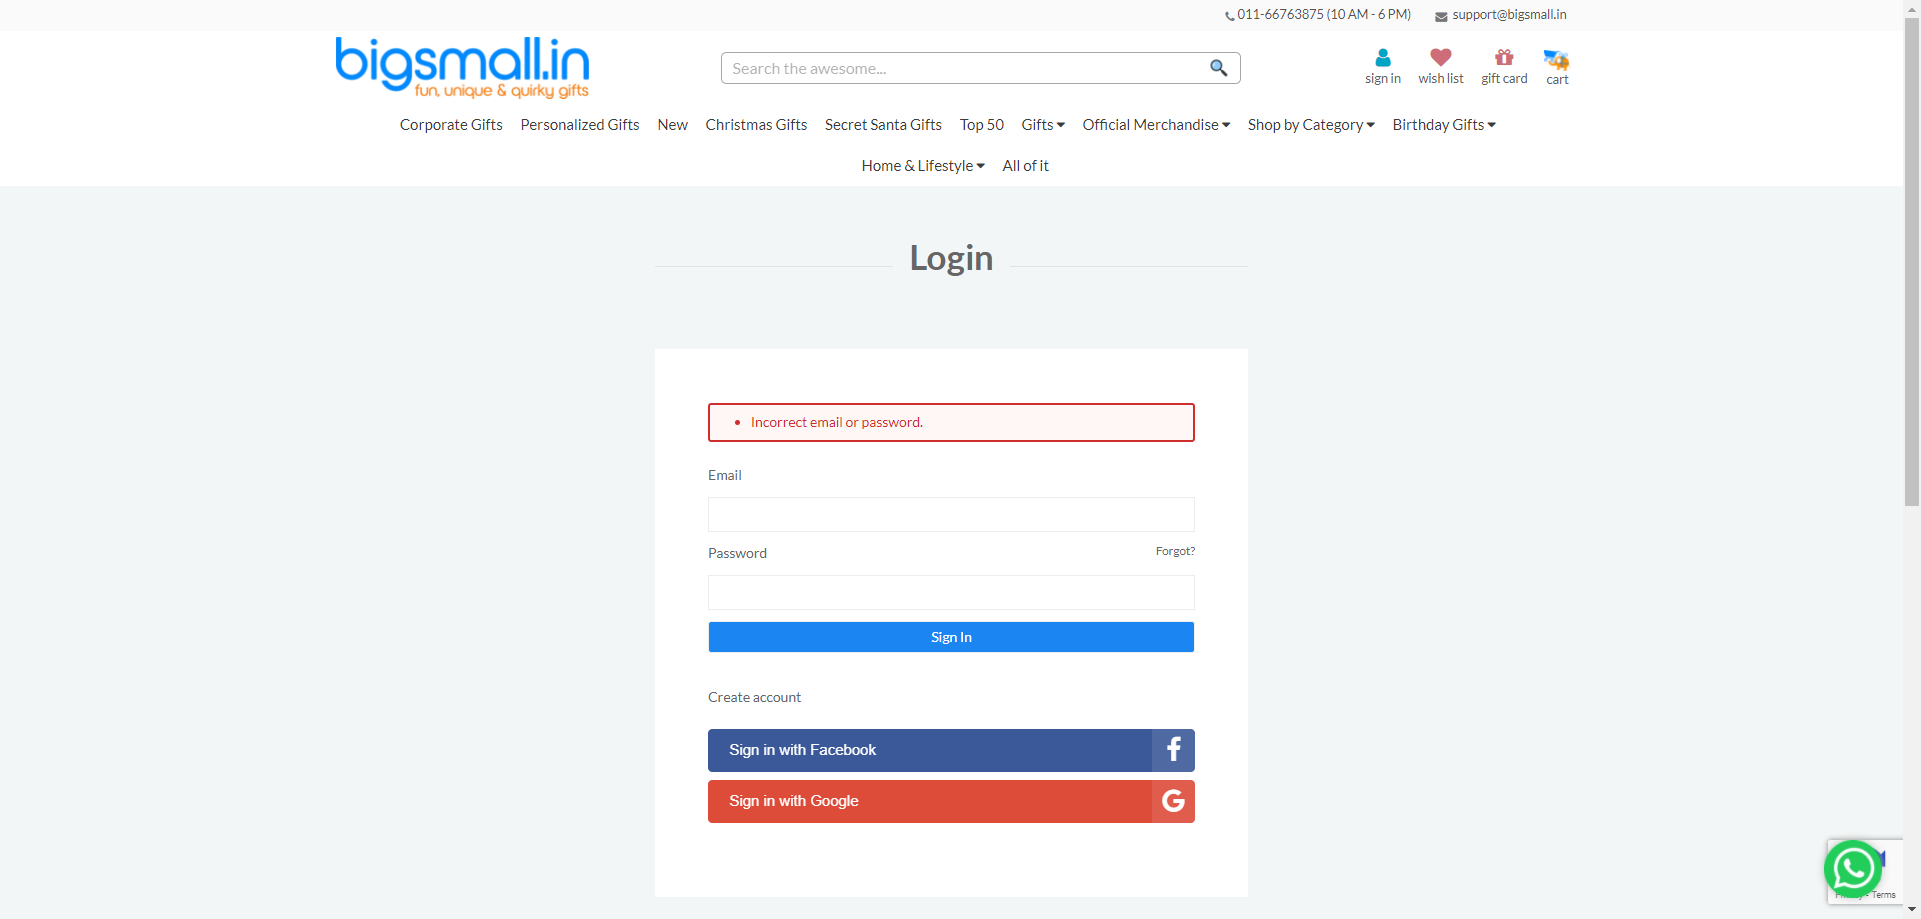 011-66763875 (10 AM - 6 PM) support@bigsmall.in
bigsmall.in
fun, unique & quirky gifts
Search the awesome...
sign in wish list gift card cart
Corporate Gifts Personalized Gifts New Christmas Gifts Secret Santa Gifts Top 50 Gifts Official Merchandise Shop by Category Birthday Gifts
Home & Lifestyle All of it
Login
Incorrect email or password.
Email
Password Forgot?
Sign In
Create account
Sign in with Facebook
Sign in with Google
- Terms